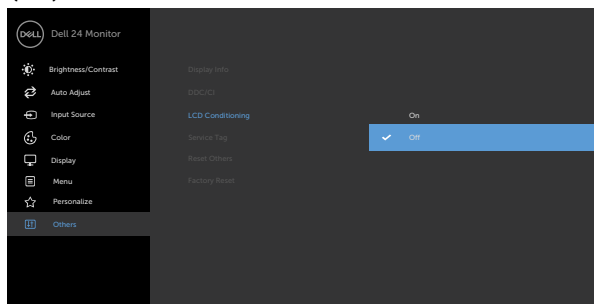 DELL Dell 24 Monitor
Brightness/Contrast Display Info
Auto Adjust DDC/CI
Input Source LCD Conditioning On
Color Service Tag Off
Display Reset Others
Menu Factory Reset
Personalize
Others